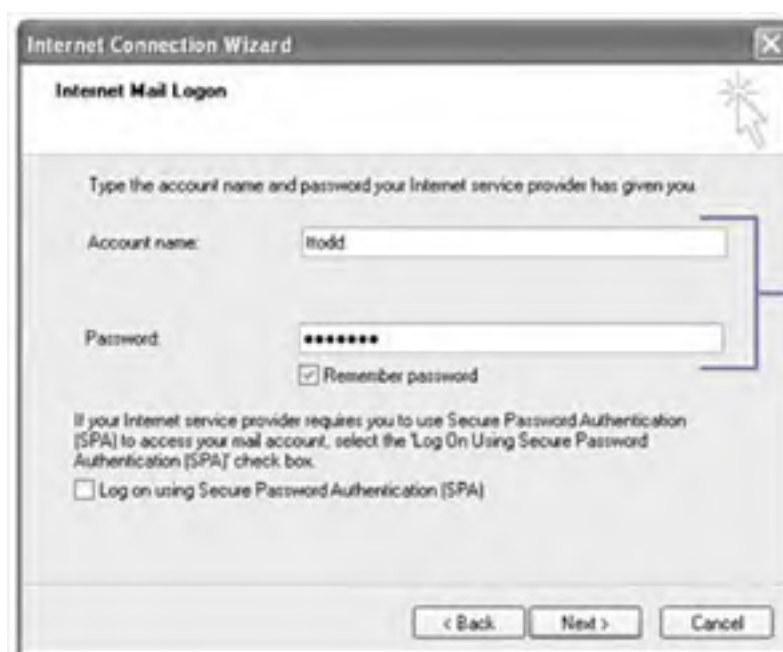 Internet Connection Wizard
Internet Mail Logon
Type the account name and password your Internet service provider has given you.
Account name:
Password: •••••••
Remember password
If your Internet service provider requires you to use Secure Password Authentication
(SPA) to access your mail account, select the 'Log On Using Secure Password
Authentication (SPA)' check box.
Log on using Secure Password Authentication (SPA)
< Back Next > Cancel